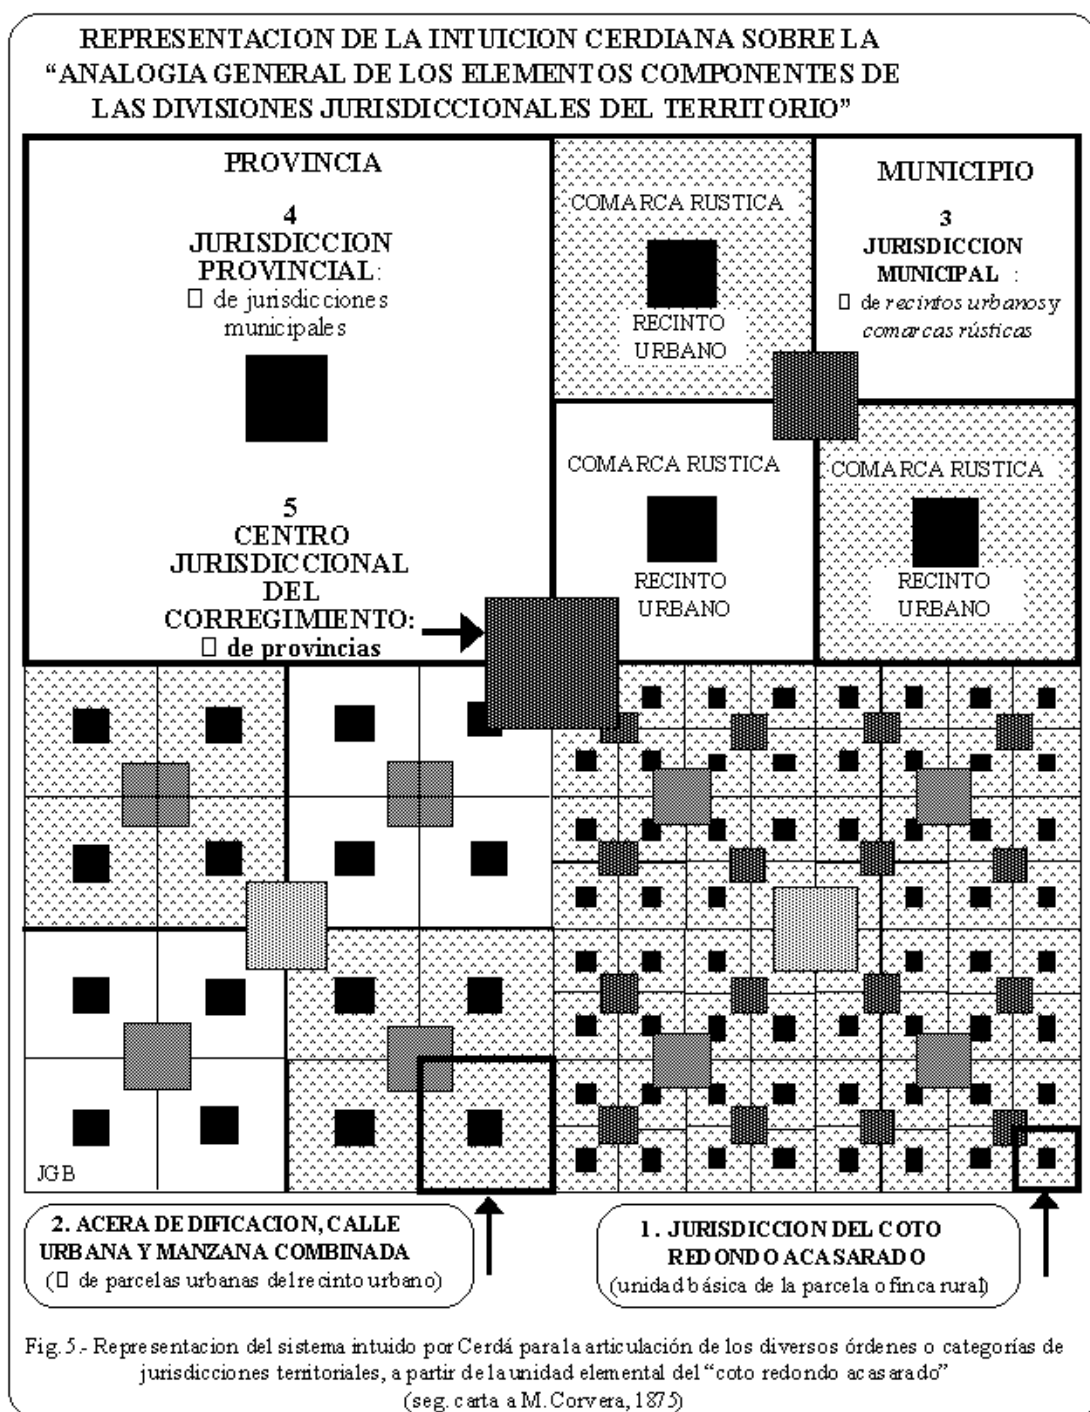 REPRESENTACION DE LA INTUICION CERDIANA SOBRE LA
“ANALOGIA GENERAL DE LOS ELEMENTOS COMPONENTES DE
LAS DIVISIONES JURISDICCIONALES DEL TERRITORIO”
PROVINCIA
4
JURISDICCION
PROVINCIAL:
▯ de jurisdicciones
municipales
5
CENTRO
JURISDICCIONAL
DEL
CORREGIMIENTO:
▯ de provincias
COMARCA RUSTICA
RECINTO
URBANO
MUNICIPIO
3
JURISDICCION
MUNICIPAL :
▯ de recintos urbanos y
comarcas rústicas
COMARCA RUSTICA
RECINTO
URBANO
COMARCA RUSTICA
RECINTO
URBANO
JGB
2. ACERA DE DIFICACION, CALLE
URBANA Y MANZANA COMBINADA
(▯ de parcelas urbanas del recinto urbano)
1. JURISDICCION DEL COTO
REDONDO ACASARADO
(unidad básica de la parcela o finca rural)
Fig. 5.- Representacion del sistema intuido por Cerdá para la articulación de los diversos órdenes o categorías de
jurisdicciones territoriales, a partir de la unidad elemental del “coto redondo acasarado”
(seg. carta a M. Corvera, 1875)